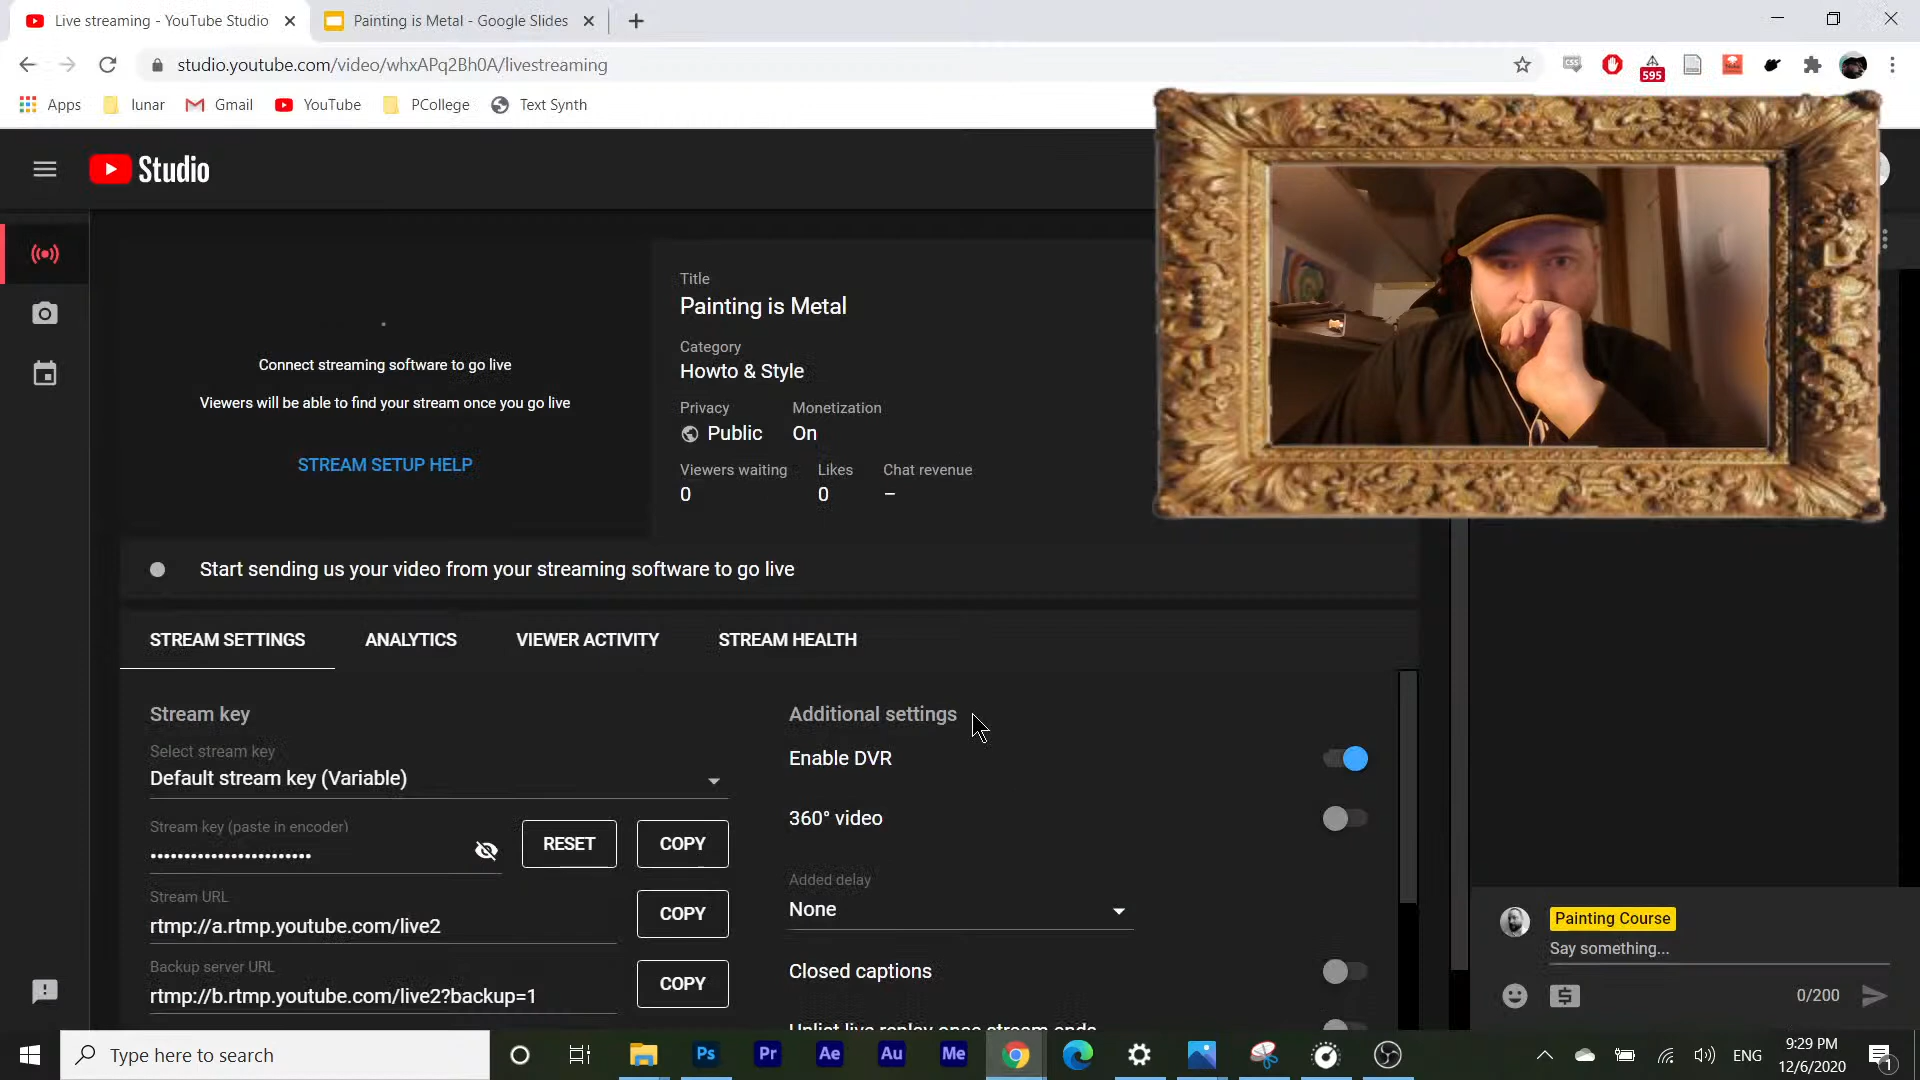 Live streaming - YouTube Studio
Painting is Metal - Google Slides
studio.youtube.com/video/whxAPq2Bh0A/livestreaming
595
Apps
lunar
Gmail
YouTube
PCollege
Text Synth
Studio
Connect streaming software to go live
Viewers will be able to find your stream once you go live
STREAM SETUP HELP
Title
Painting is Metal
Category
Howto & Style
Privacy Monetization
Public On
Viewers waiting Likes Chat revenue
0 0 –
Start sending us your video from your streaming software to go live
STREAM SETTINGS ANALYTICS VIEWER ACTIVITY STREAM HEALTH
Stream key
Select stream key
Default stream key (Variable)
Stream key (paste in encoder)
•••••••••••••••••••••••• RESET COPY
Stream URL
rtmp://a.rtmp.youtube.com/live2 COPY
Backup server URL
rtmp://b.rtmp.youtube.com/live2?backup=1 COPY
Additional settings
Enable DVR
360° video
Added delay
None
Closed captions
Unlist live replay once stream ends
Painting Course
Say something...
0/200
Type here to search
Ps Pr Ae Au Me
ENG
9:29 PM
12/6/2020
1